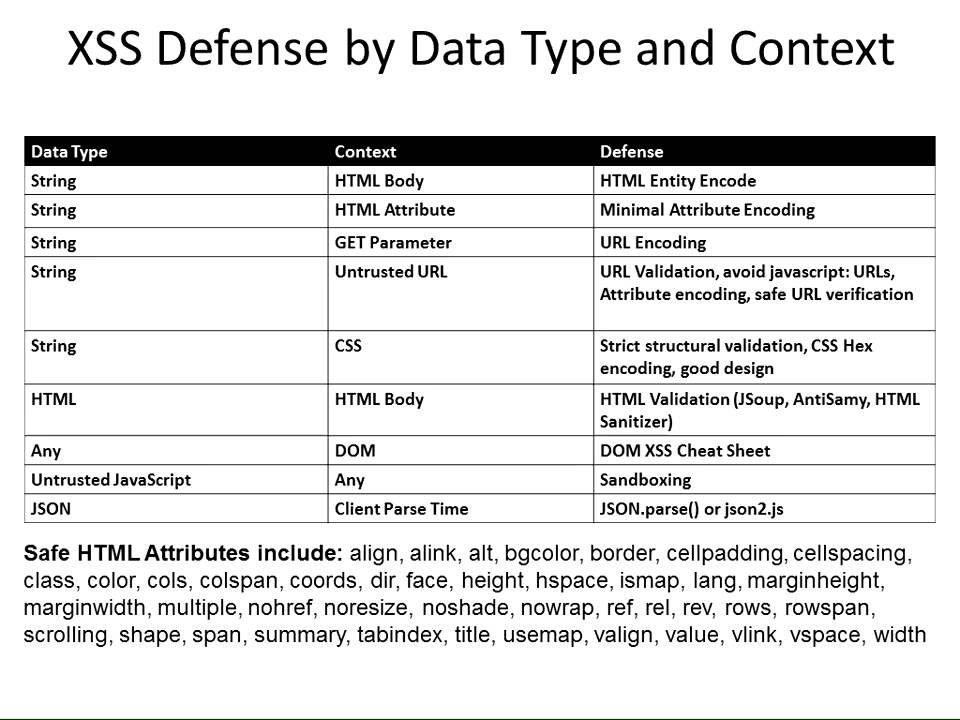 XSS Defense by Data Type and Context
Data Type Context Defense
String HTML Body HTML Entity Encode
String HTML Attribute Minimal Attribute Encoding
String GET Parameter URL Encoding
String Untrusted URL URL Validation, avoid javascript: URLs,
Attribute encoding, safe URL verification
String CSS Strict structural validation, CSS Hex
encoding, good design
HTML HTML Body HTML Validation (JSoup, AntiSamy, HTML
Sanitizer)
Any DOM DOM XSS Cheat Sheet
Untrusted JavaScript Any Sandboxing
JSON Client Parse Time JSON.parse() or json2.js
Safe HTML Attributes include: align, alink, alt, bgcolor, border, cellpadding, cellspacing,
class, color, cols, colspan, coords, dir, face, height, hspace, ismap, lang, marginheight,
marginwidth, multiple, nohref, noresize, noshade, nowrap, ref, rel, rev, rows, rowspan,
scrolling, shape, span, summary, tabindex, title, usemap, valign, value, vlink, vspace, width